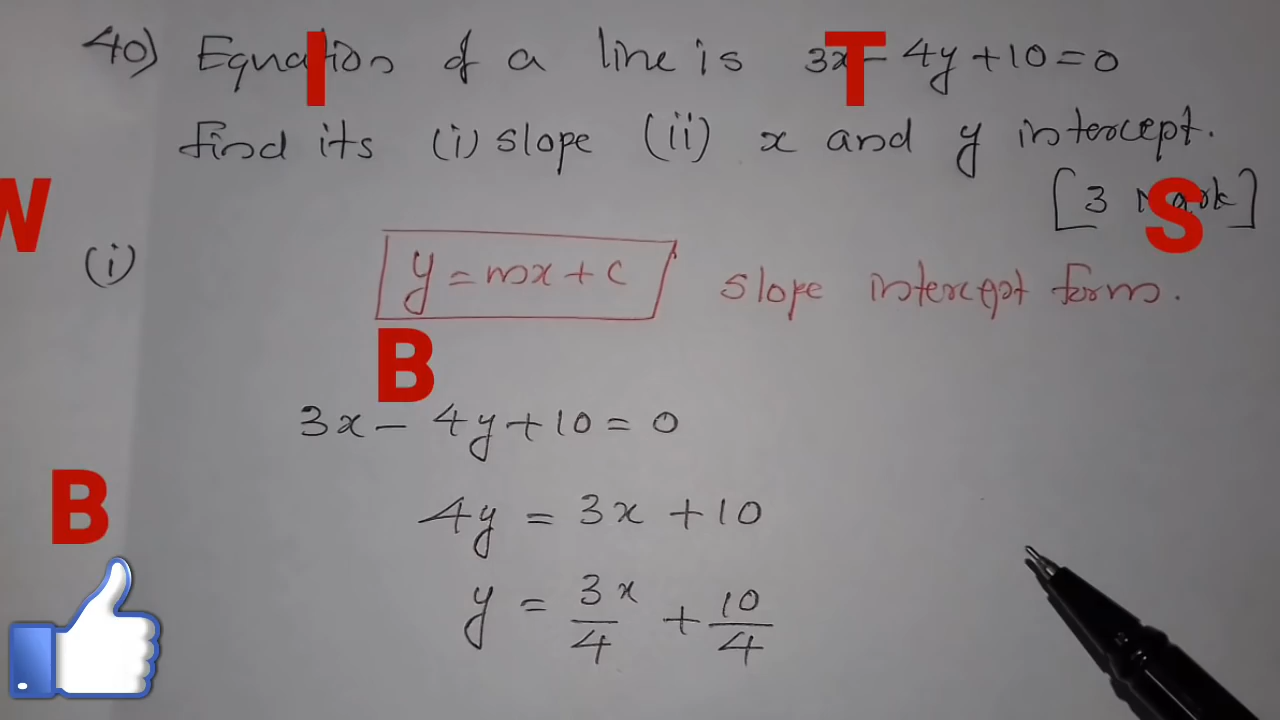 40) Equation of a line is 3x - 4y + 10 = 0
find its (i) slope (ii) x and y intercept.
[3 Mark]
(i) y = mx + c slope intercept form.
3x - 4y + 10 = 0
4y = 3x + 10
y = 3x/4 + 10/4
I
T
W
S
B
B